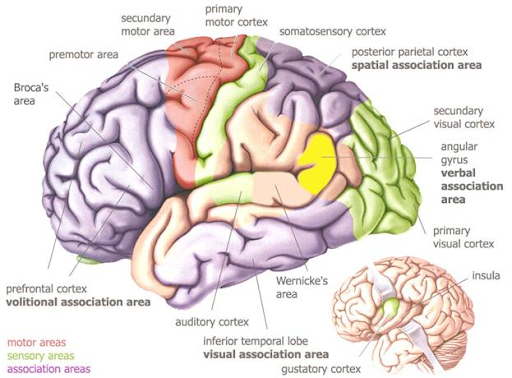 secondary
motor area
primary
motor cortex
somatosensory cortex
premotor area
posterior parietal cortex
spatial association area
Broca's
area
secondary
visual cortex
angular
gyrus
verbal
association
area
primary
visual cortex
prefrontal cortex
volitional association area
Wernicke's
area
insula
auditory cortex
inferior temporal lobe
visual association area
gustatory cortex
motor areas
sensory areas
association areas